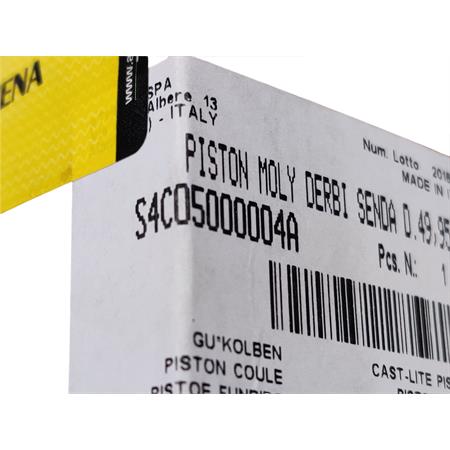 ENA
www.a
SPA
Albere 13
) - ITALY
Num. Lotto 2016
MADE IN I
PISTON MOLY DERBI SENDA D.49,95
S4C05000004A
Pcs. N.: 1
GU*KOLBEN
PISTON COULE
CAST-LITE PIS